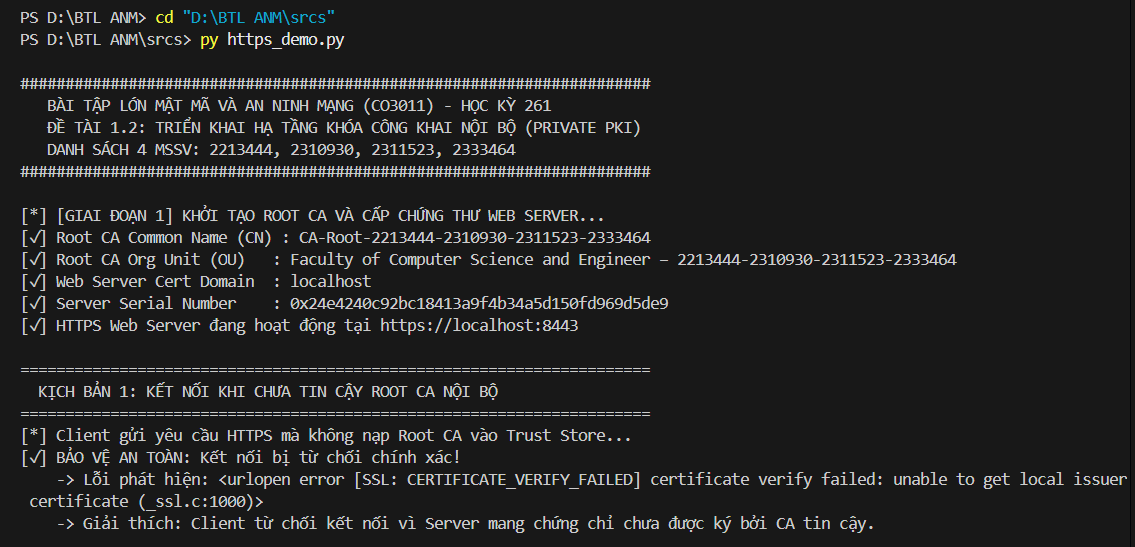 PS D:\BTL ANM> cd "D:\BTL ANM\srcs"
PS D:\BTL ANM\srcs> py https_demo.py
######################################################################
BÀI TẬP LỚN MẬT MÃ VÀ AN NINH MẠNG (CO3011) - HỌC KỲ 261
ĐỀ TÀI 1.2: TRIỂN KHAI HẠ TẦNG KHÓA CÔNG KHAI NỘI BỘ (PRIVATE PKI)
DANH SÁCH 4 MSSV: 2213444, 2310930, 2311523, 2333464
######################################################################
[*] [GIAI ĐOẠN 1] KHỞI TẠO ROOT CA VÀ CẤP CHỨNG THƯ WEB SERVER...
[√] Root CA Common Name (CN) : CA-Root-2213444-2310930-2311523-2333464
[√] Root CA Org Unit (OU)   : Faculty of Computer Science and Engineer – 2213444-2310930-2311523-2333464
[√] Web Server Cert Domain  : localhost
[√] Server Serial Number    : 0x24e4240c92bc18413a9f4b34a5d150fd969d5de9
[√] HTTPS Web Server đang hoạt động tại https://localhost:8443
======================================================================
KỊCH BẢN 1: KẾT NỐI KHI CHƯA TIN CẬY ROOT CA NỘI BỘ
======================================================================
[*] Client gửi yêu cầu HTTPS mà không nạp Root CA vào Trust Store...
[√] BẢO VỆ AN TOÀN: Kết nối bị từ chối chính xác!
-> Lỗi phát hiện: <urlopen error [SSL: CERTIFICATE_VERIFY_FAILED] certificate verify failed: unable to get local issuer
certificate (_ssl.c:1000)>
-> Giải thích: Client từ chối kết nối vì Server mang chứng chỉ chưa được ký bởi CA tin cậy.